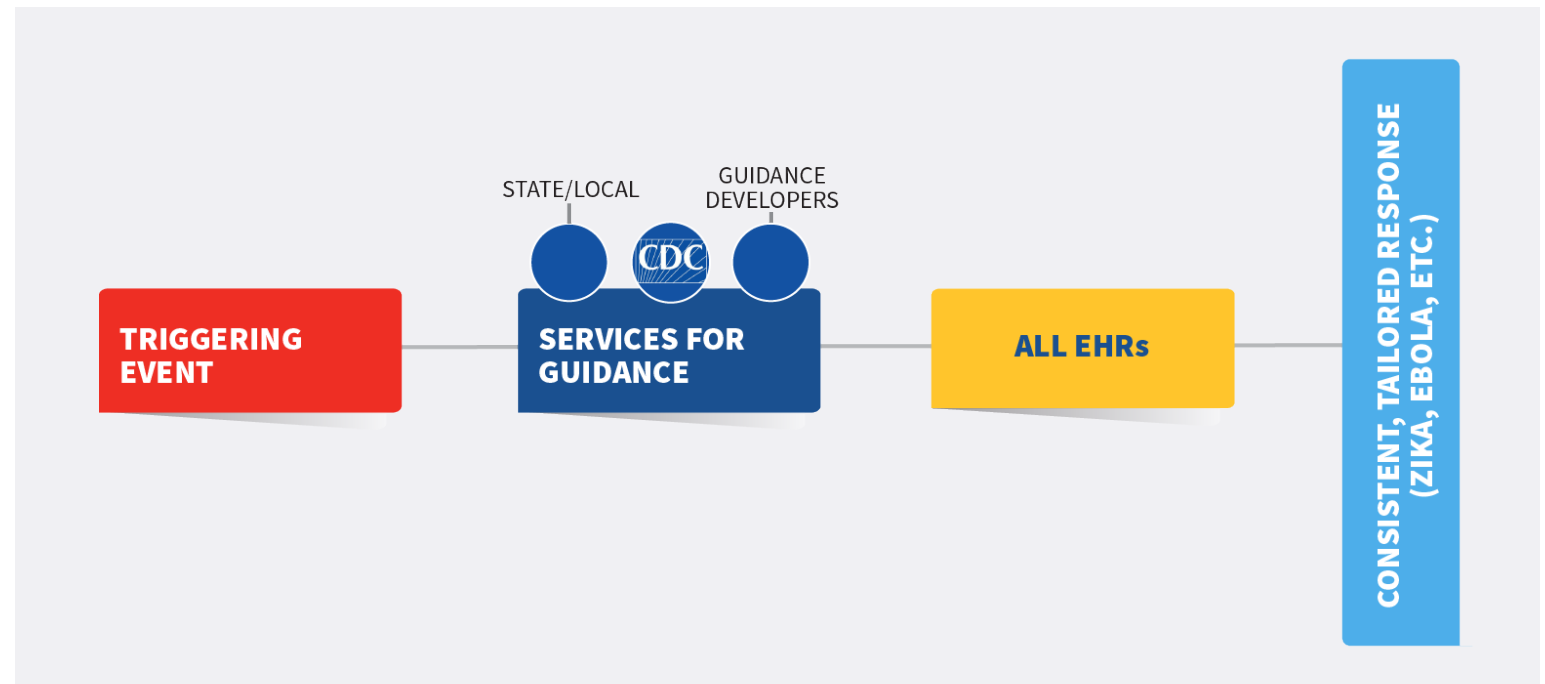 STATE/LOCAL
GUIDANCE
DEVELOPERS
CDC
TRIGGERING
EVENT
SERVICES FOR
GUIDANCE
ALL EHRs
CONSISTENT, TAILORED RESPONSE
(ZIKA, EBOLA, ETC.)